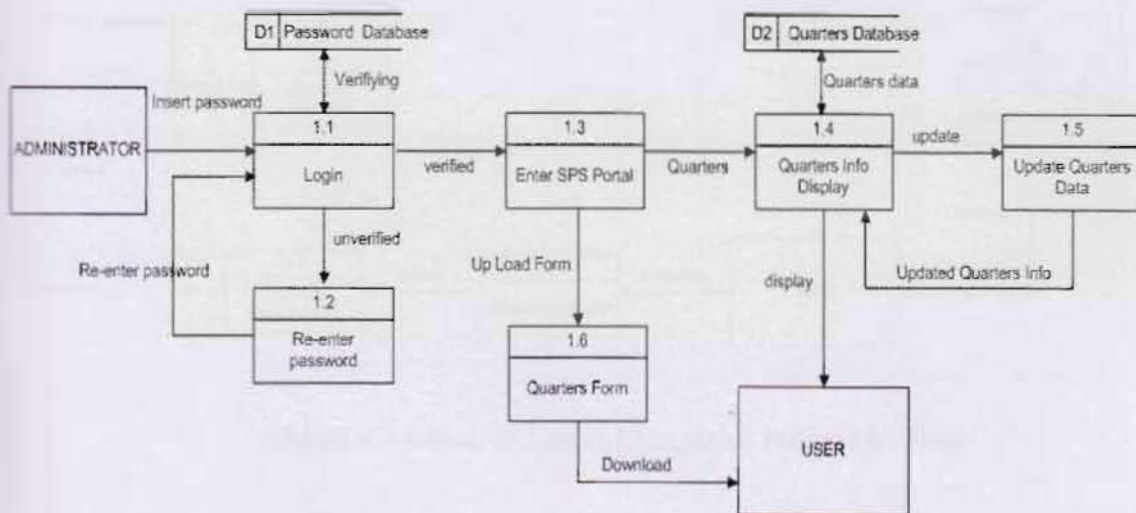 D1 Password Database
D2 Quarters Database
Verifiying
Quarters data
Insert password
ADMINISTRATOR
1.1
Login
verified
1.3
Enter SPS Portal
Quarters
1.4
Quarters Info
Display
update
1.5
Update Quarters
Data
unverified
Re-enter password
Up Load Form
display
Updated Quarters Info
1.2
Re-enter
password
1.6
Quarters Form
Download
USER